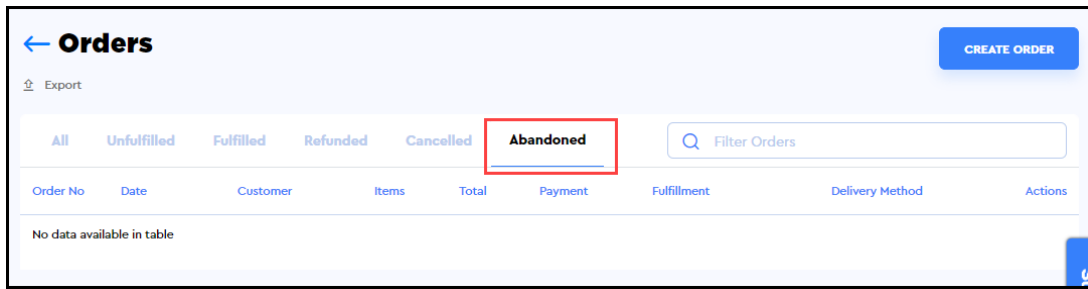 ← Orders
CREATE ORDER
Export
All Unfulfilled Fulfilled Refunded Cancelled Abandoned Filter Orders
Order No Date Customer Items Total Payment Fulfillment Delivery Method Actions
No data available in table